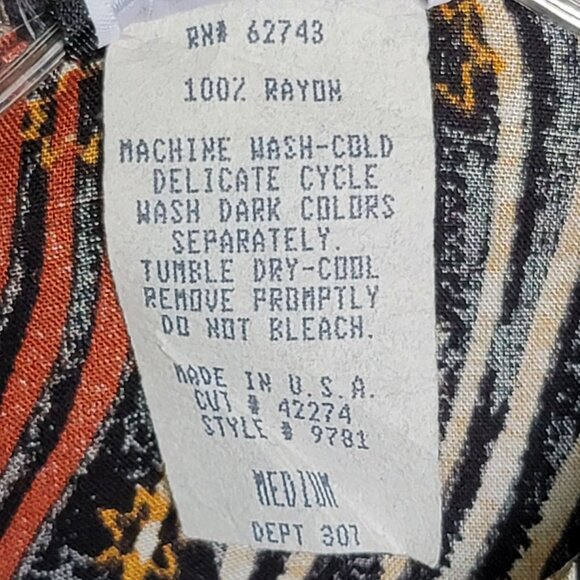 RN# 62743
100% RAYON
MACHINE WASH-COLD
DELICATE CYCLE
WASH DARK COLORS
SEPARATELY.
TUMBLE DRY-COOL
REMOVE PROMPTLY
DO NOT BLEACH.
MADE IN U.S.A.
CUT # 42274
STYLE # 9781
MEDIUM
DEPT 307